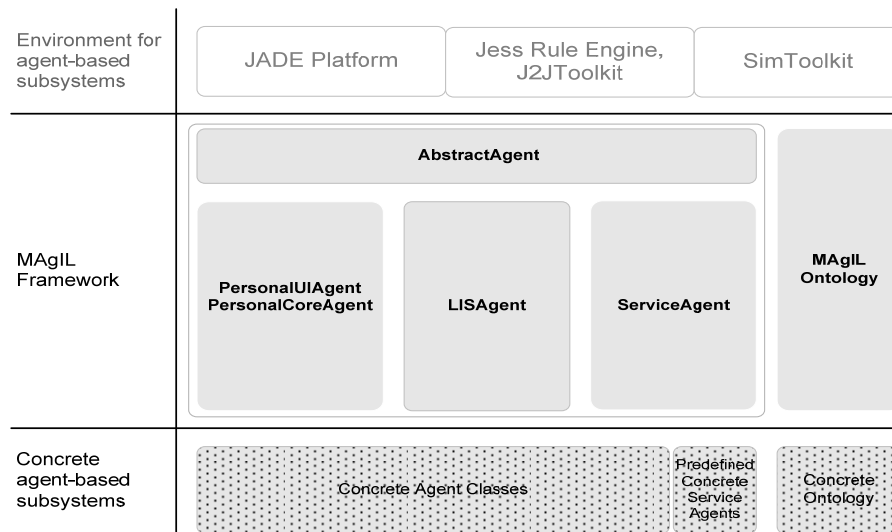 Environment for
agent-based
subsystems
JADE Platform
Jess Rule Engine,
J2JToolkit
SimToolkit
MAgIL
Framework
AbstractAgent
PersonalUIAgent
PersonalCoreAgent
LISAgent
ServiceAgent
MAgIL
Ontology
Concrete
agent-based
subsystems
Concrete Agent Classes
Predefined
Concrete
Service
Agents
Concrete
Ontology